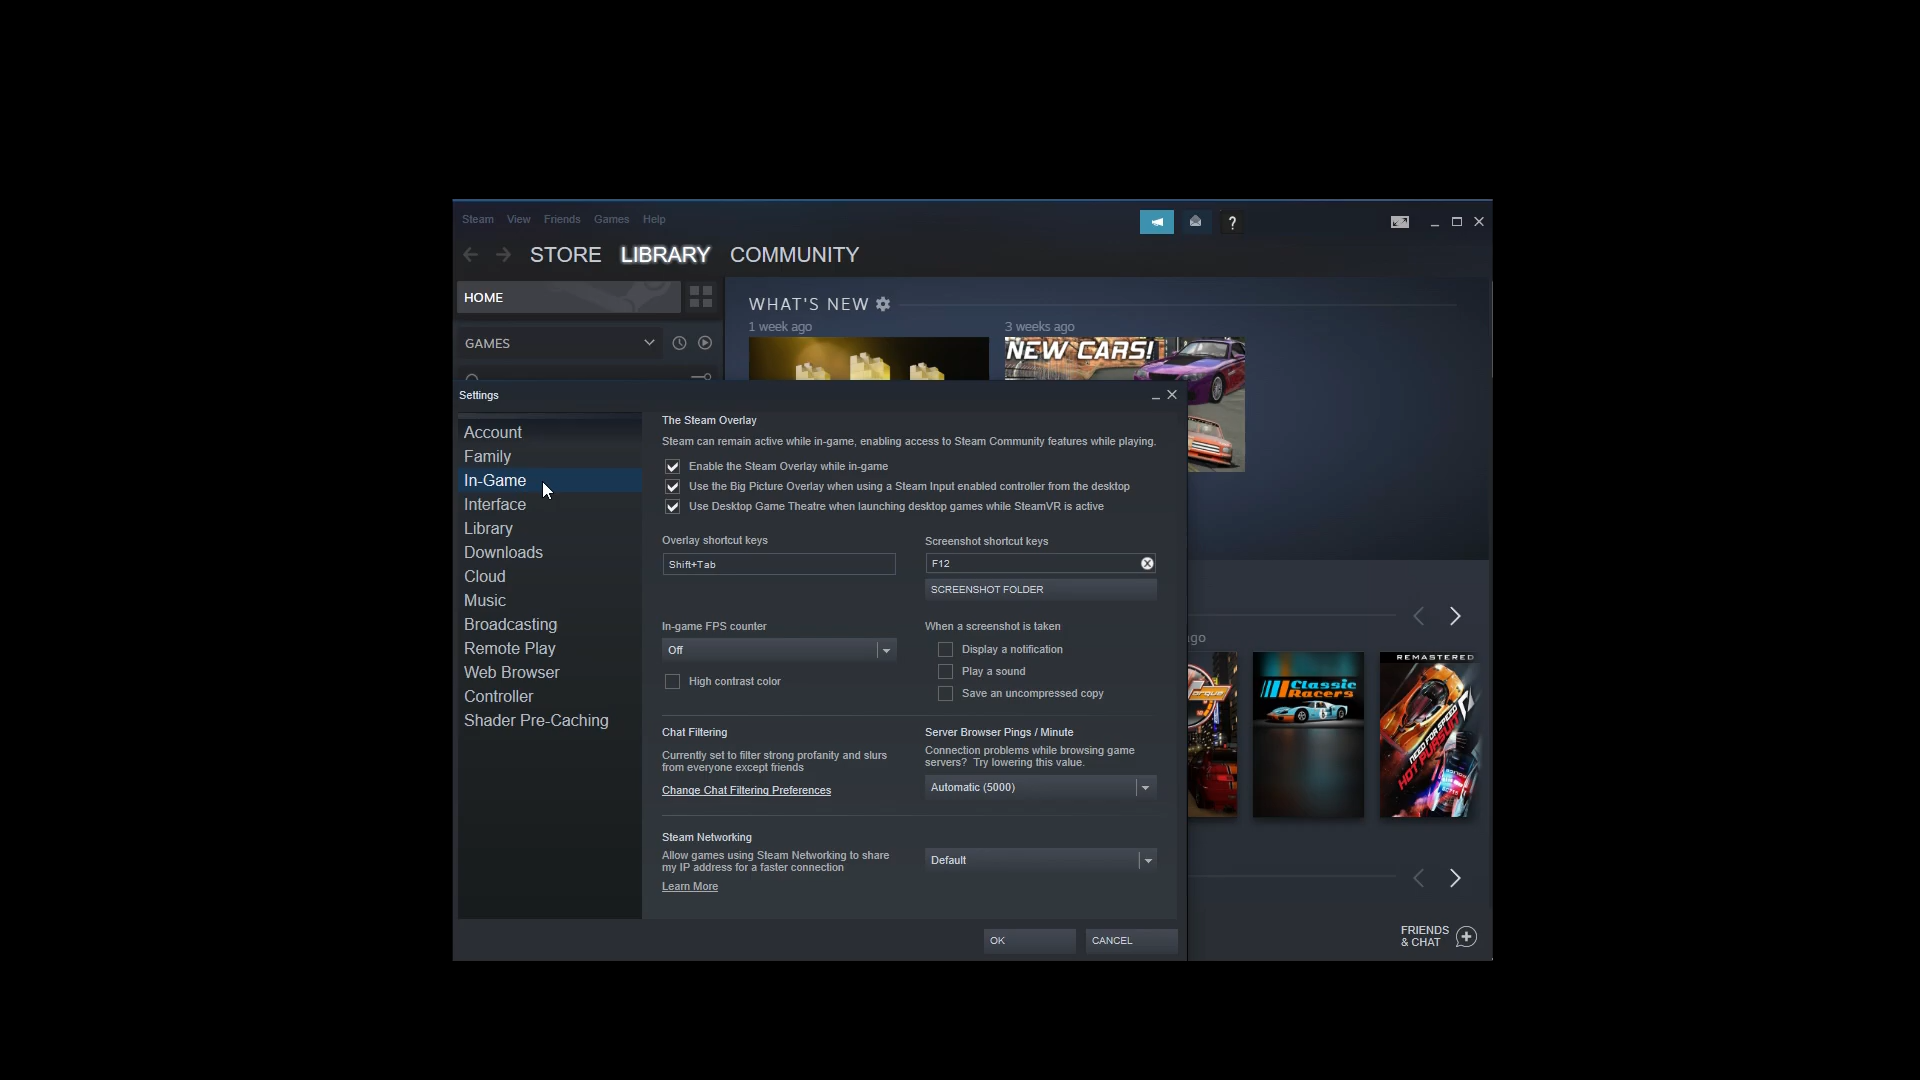 Steam View Friends Games Help
STORE LIBRARY COMMUNITY
HOME
WHAT'S NEW
1 week ago
3 weeks ago
GAMES
NEW CARS!
Settings
Account
Family
In-Game
Interface
Library
Downloads
Cloud
Music
Broadcasting
Remote Play
Web Browser
Controller
Shader Pre-Caching
The Steam Overlay
Steam can remain active while in-game, enabling access to Steam Community features while playing.
Enable the Steam Overlay while in-game
Use the Big Picture Overlay when using a Steam Input enabled controller from the desktop
Use Desktop Game Theatre when launching desktop games while SteamVR is active
Overlay shortcut keys
Shift+Tab
Screenshot shortcut keys
F12
SCREENSHOT FOLDER
In-game FPS counter
Off
High contrast color
When a screenshot is taken
Display a notification
Play a sound
Save an uncompressed copy
Chat Filtering
Currently set to filter strong profanity and slurs
from everyone except friends
Change Chat Filtering Preferences
Server Browser Pings / Minute
Connection problems while browsing game
servers? Try lowering this value.
Automatic (5000)
Steam Networking
Allow games using Steam Networking to share
my IP address for a faster connection
Learn More
Default
OK
CANCEL
go
Classic
Racers
REMASTERED
NEED FOR SPEED
HOT PURSUIT
FRIENDS
& CHAT